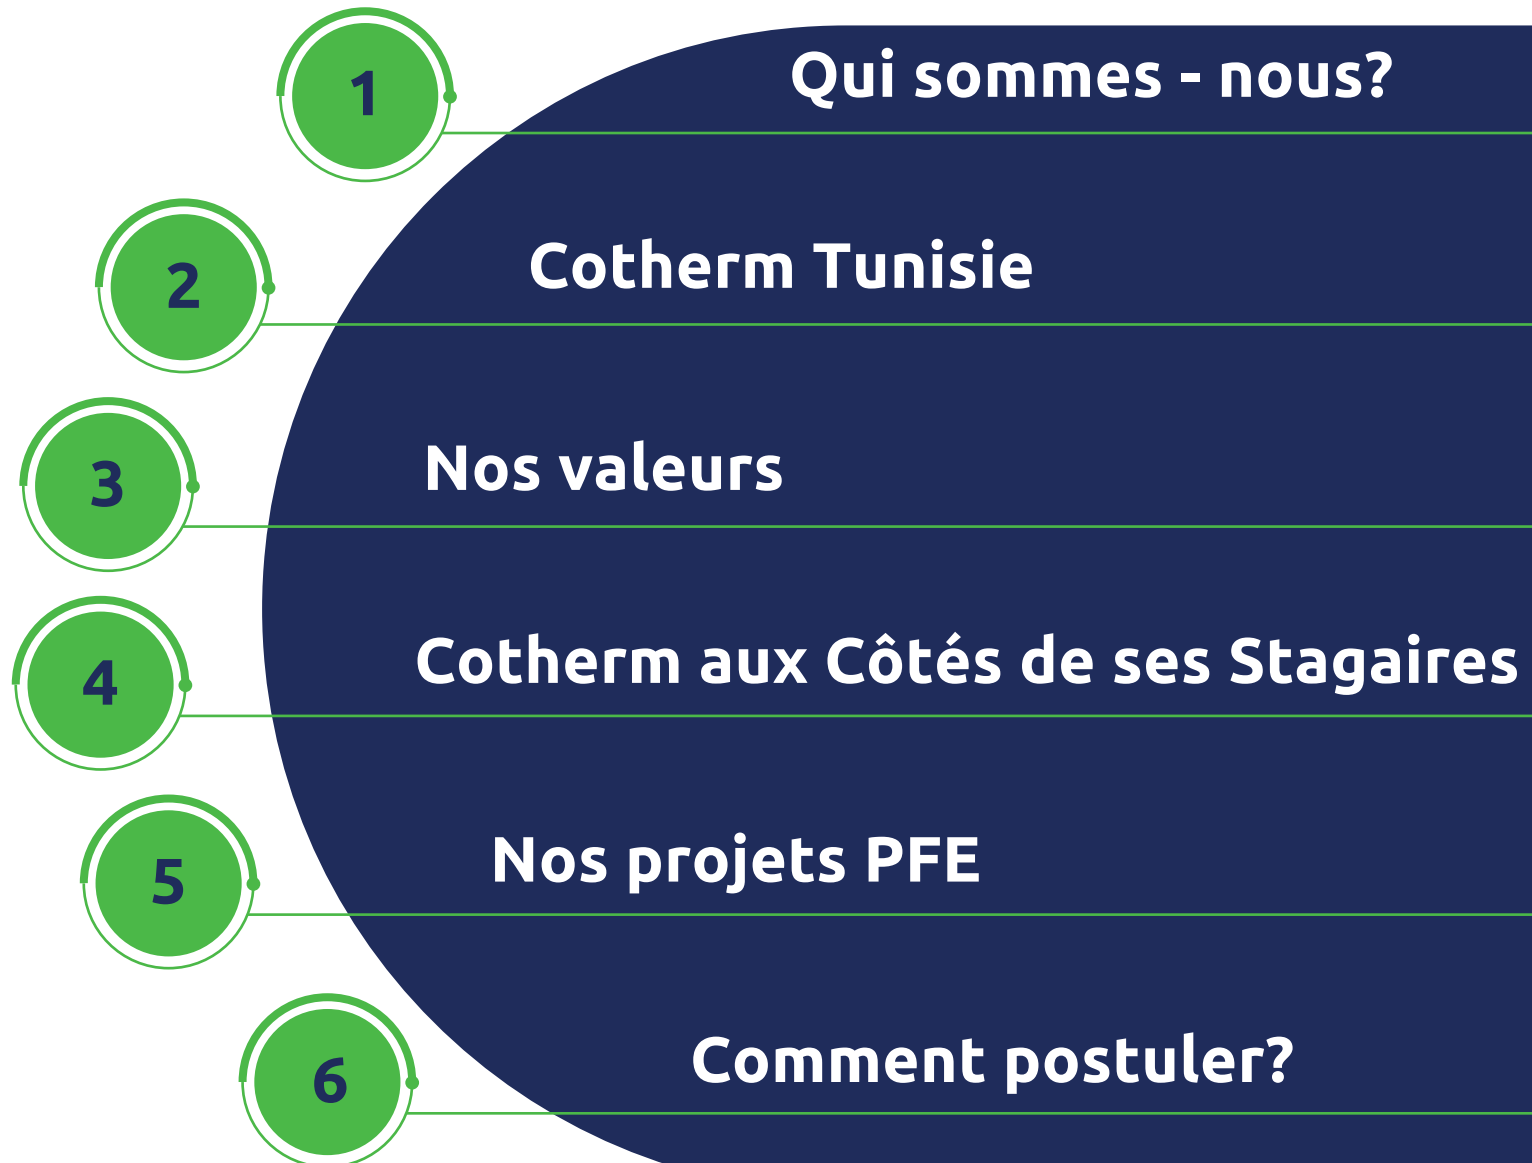 1 Qui sommes - nous?
2 Cotherm Tunisie
3 Nos valeurs
4 Cotherm aux Côtés de ses Stagaires
5 Nos projets PFE
6 Comment postuler?